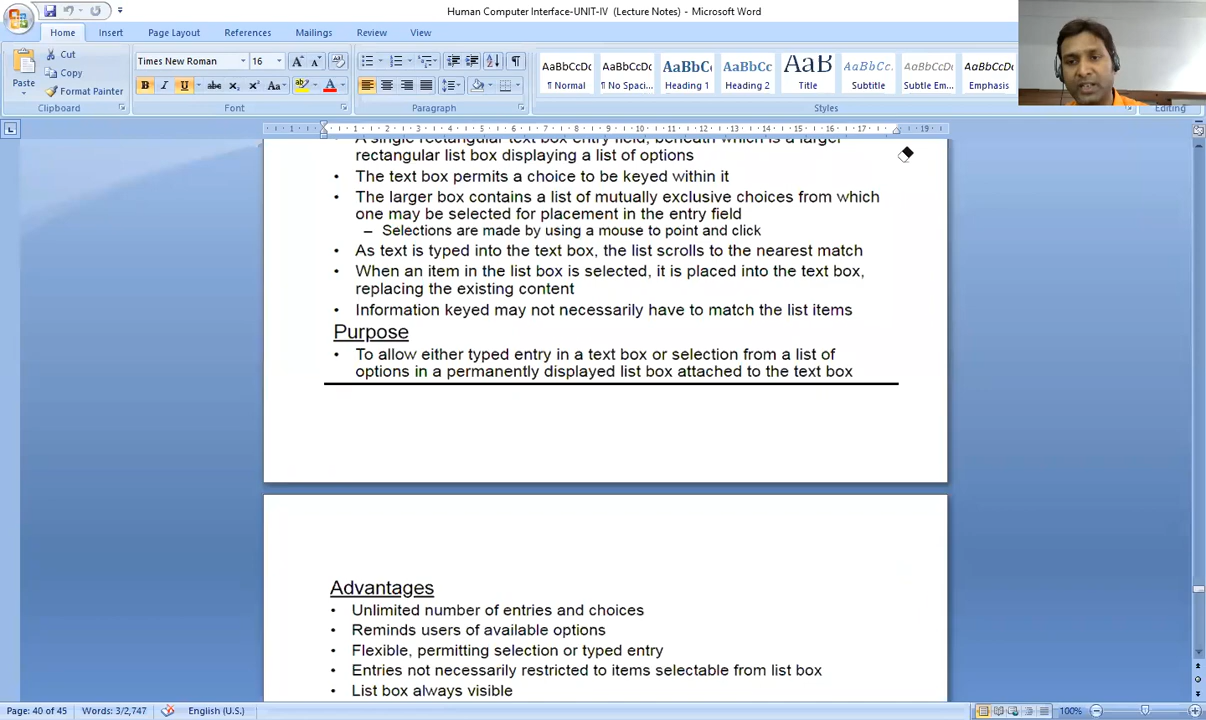 Human Computer Interface-UNIT-IV (Lecture Notes) - Microsoft Word
Home Insert Page Layout References Mailings Review View
Cut
Copy
Format Painter
Paste
Times New Roman 16
AaBbCcDc AaBbCcDc AaBbCc AaBbCc AaB AaBbCcDc AaBbCcDc AaBbCcDc
¶ Normal ¶ No Spaci... Heading 1 Heading 2 Title Subtitle Subtle Em... Emphasis
Clipboard Font Paragraph Styles Editing
A single rectangular text box entry field, beneath which is a larger
rectangular list box displaying a list of options
• The text box permits a choice to be keyed within it
• The larger box contains a list of mutually exclusive choices from which
one may be selected for placement in the entry field
– Selections are made by using a mouse to point and click
• As text is typed into the text box, the list scrolls to the nearest match
• When an item in the list box is selected, it is placed into the text box,
replacing the existing content
• Information keyed may not necessarily have to match the list items
Purpose
• To allow either typed entry in a text box or selection from a list of
options in a permanently displayed list box attached to the text box
Advantages
• Unlimited number of entries and choices
• Reminds users of available options
• Flexible, permitting selection or typed entry
• Entries not necessarily restricted to items selectable from list box
• List box always visible
Page: 40 of 45 Words: 3/2,747 English (U.S.) 100%